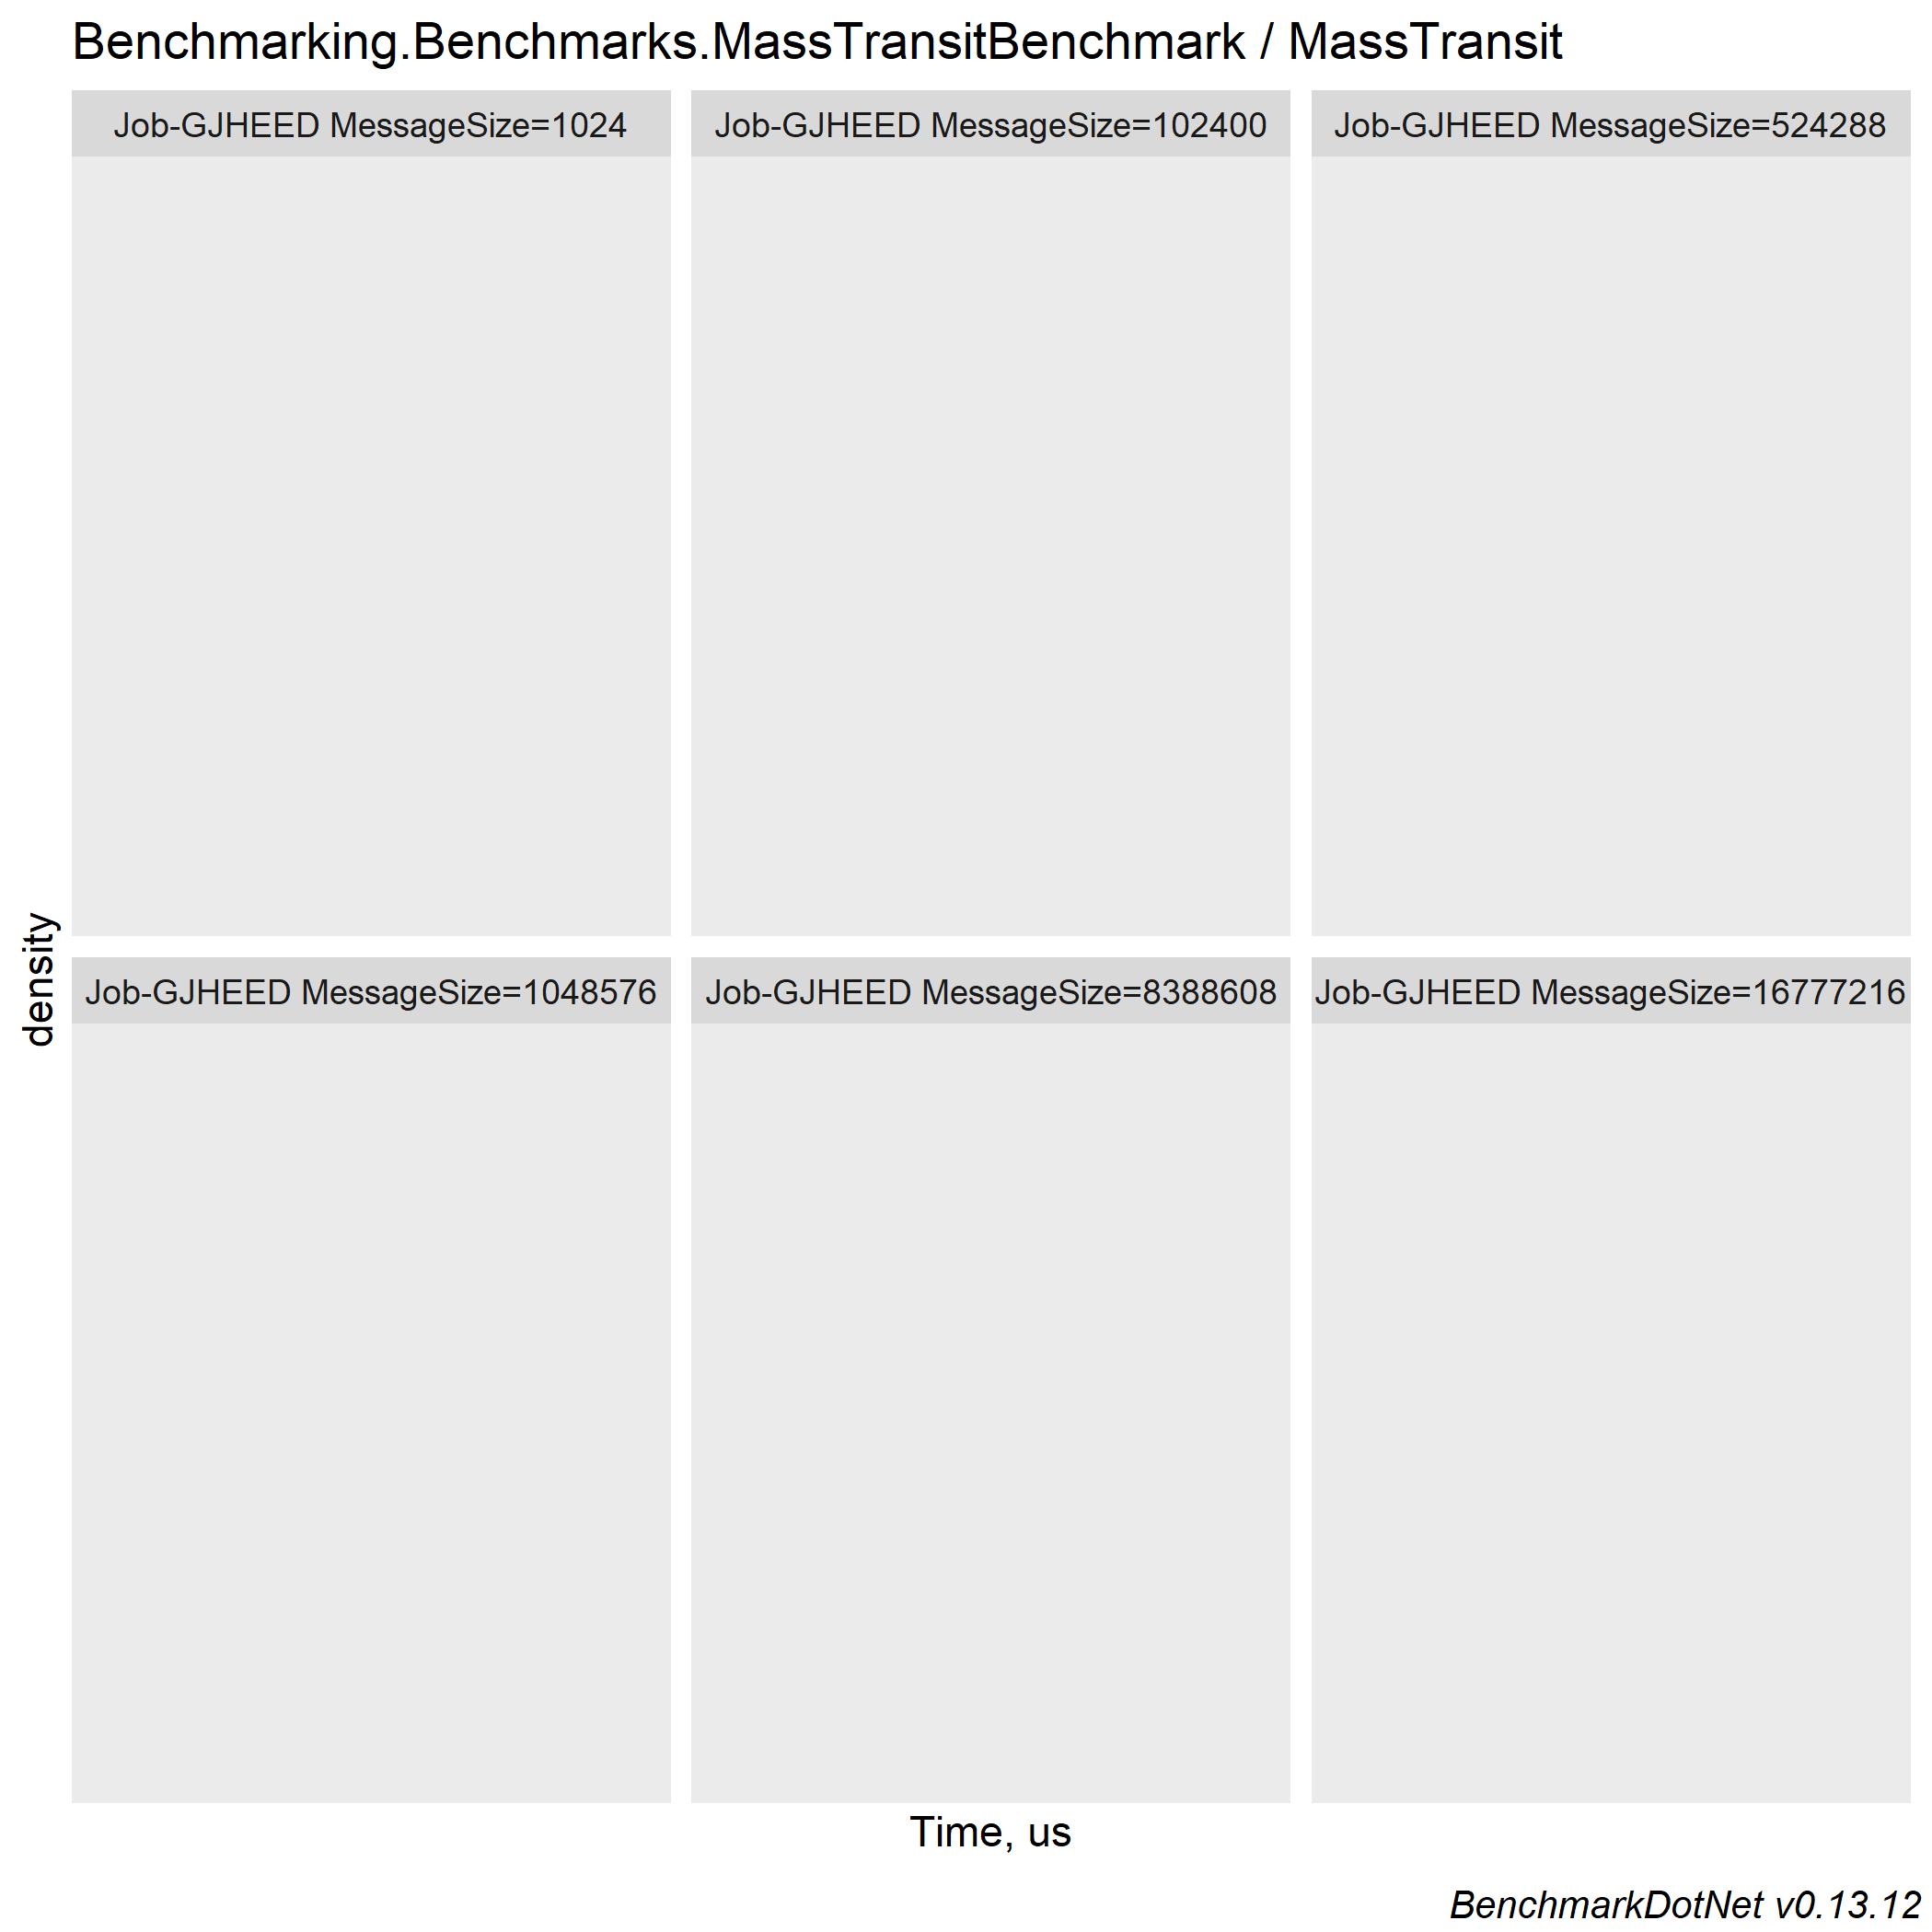 Benchmarking.Benchmarks.MassTransitBenchmark / MassTransit
Job-GJHEED MessageSize=1024
Job-GJHEED MessageSize=102400
Job-GJHEED MessageSize=524288
density
Job-GJHEED MessageSize=1048576
Job-GJHEED MessageSize=8388608
Job-GJHEED MessageSize=16777216
Time, us
BenchmarkDotNet v0.13.12